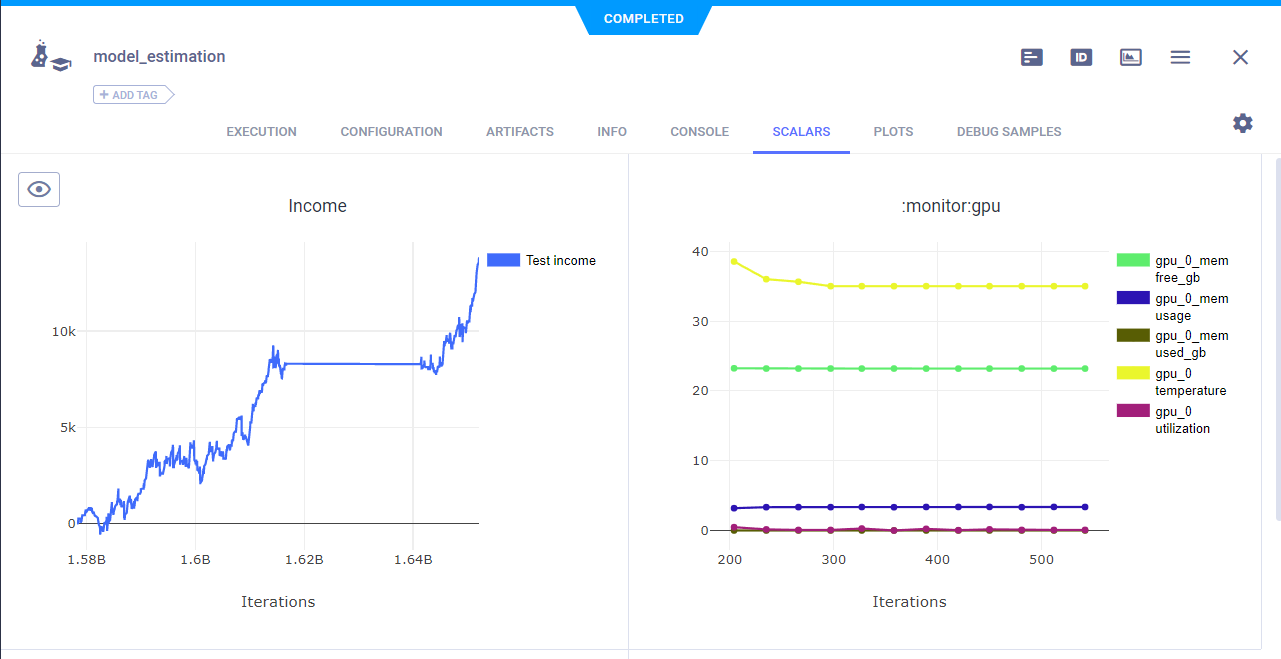 COMPLETED
model_estimation
ID
+ ADD TAG
EXECUTION CONFIGURATION ARTIFACTS INFO CONSOLE SCALARS PLOTS DEBUG SAMPLES
Income
10k
5k
0
1.58B 1.6B 1.62B 1.64B
Iterations
Test income
:monitor:gpu
40
30
20
10
0
200 300 400 500
Iterations
gpu_0_mem
free_gb
gpu_0_mem
usage
gpu_0_mem
used_gb
gpu_0
temperature
gpu_0
utilization